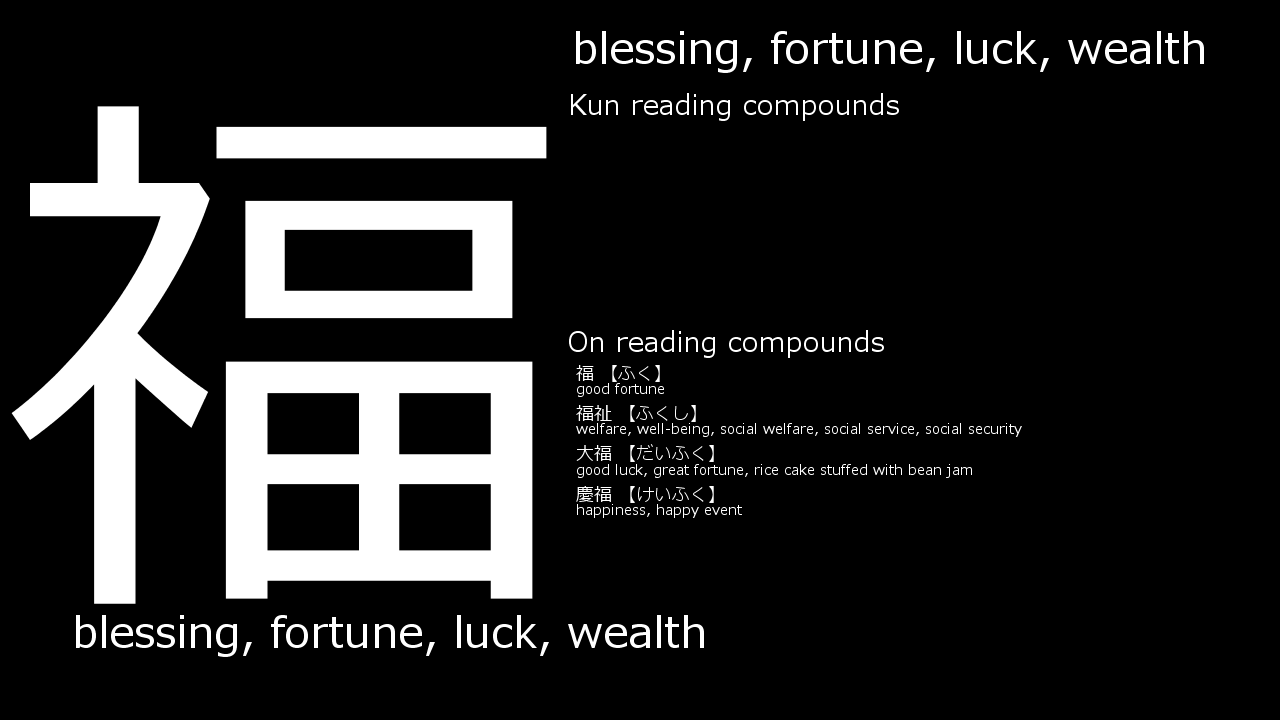 福
blessing, fortune, luck, wealth
blessing, fortune, luck, wealth
Kun reading compounds
On reading compounds
福 【ふく】
good fortune
福祉 【ふくし】
welfare, well-being, social welfare, social service, social security
大福 【だいふく】
good luck, great fortune, rice cake stuffed with bean jam
慶福 【けいふく】
happiness, happy event